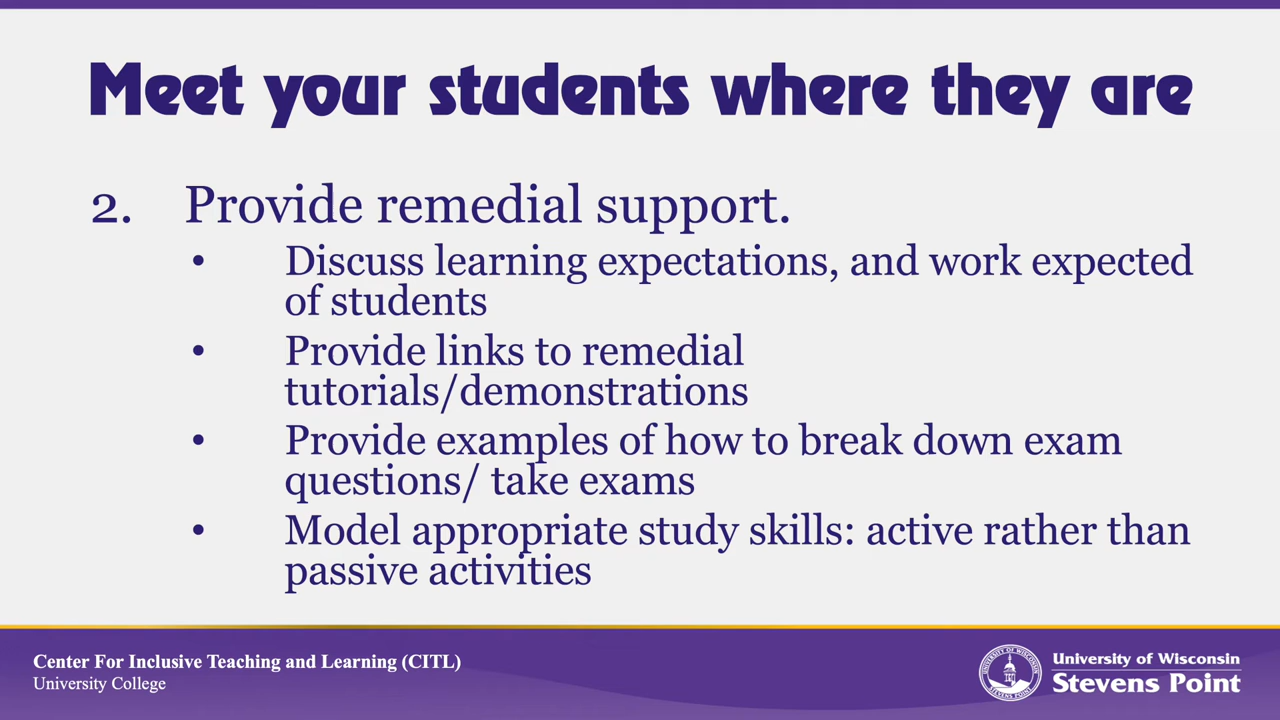 Meet your students where they are
2. Provide remedial support.
• Discuss learning expectations, and work expected
of students
• Provide links to remedial
tutorials/demonstrations
• Provide examples of how to break down exam
questions/ take exams
• Model appropriate study skills: active rather than
passive activities
Center For Inclusive Teaching and Learning (CITL)
University College
University of Wisconsin
Stevens Point